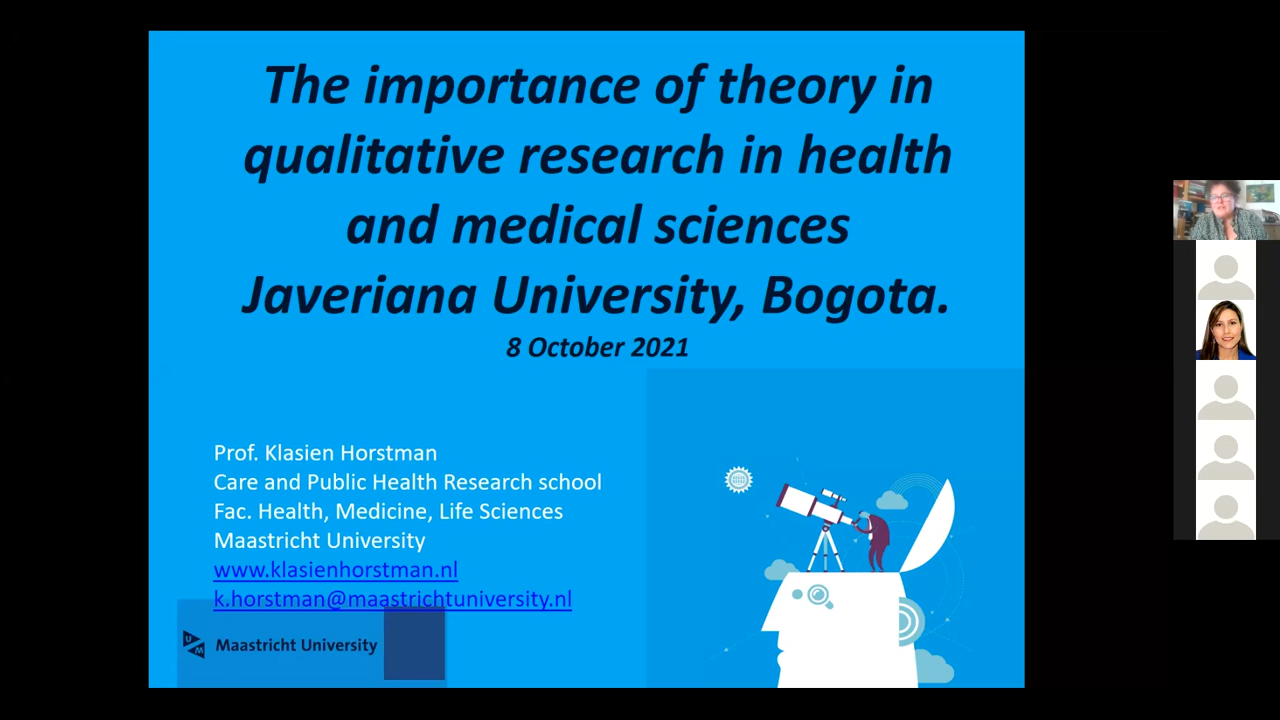 The importance of theory in
qualitative research in health
and medical sciences
Javeriana University, Bogota.
8 October 2021
Prof. Klasien Horstman
Care and Public Health Research school
Fac. Health, Medicine, Life Sciences
Maastricht University
www.klasienhorstman.nl
k.horstman@maastrichtuniversity.nl
UM Maastricht University